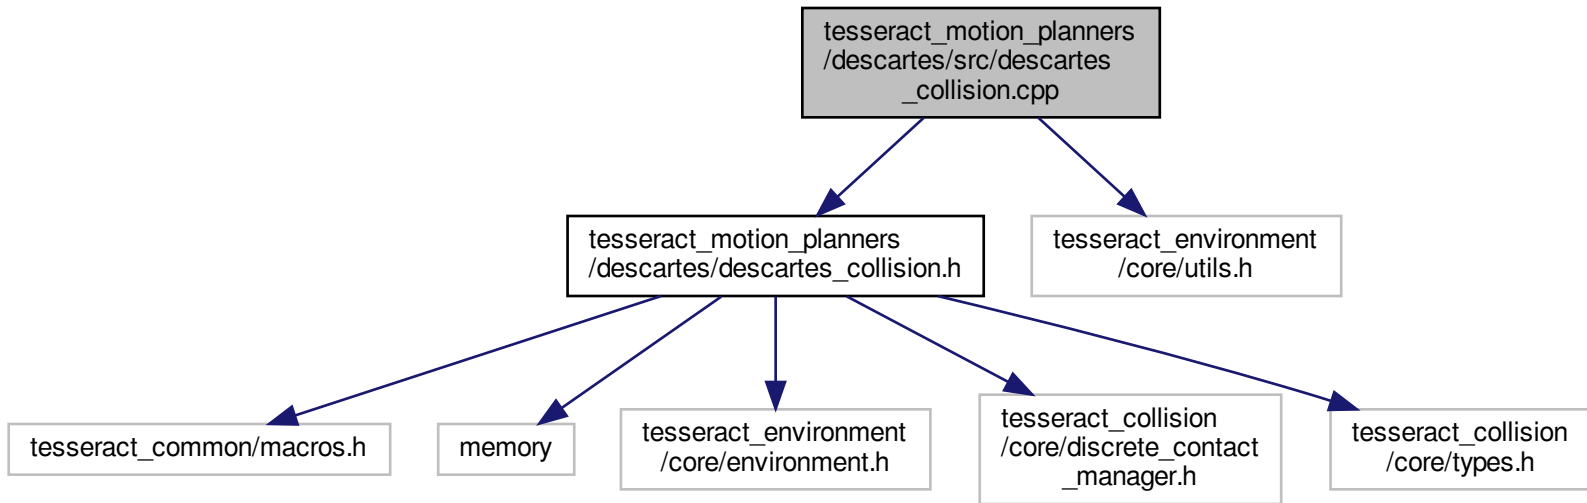 tesseract_motion_planners
/descartes/src/descartes
_collision.cpp
tesseract_motion_planners
/descartes/descartes_collision.h
tesseract_environment
/core/utils.h
tesseract_common/macros.h
memory
tesseract_environment
/core/environment.h
tesseract_collision
/core/discrete_contact
_manager.h
tesseract_collision
/core/types.h